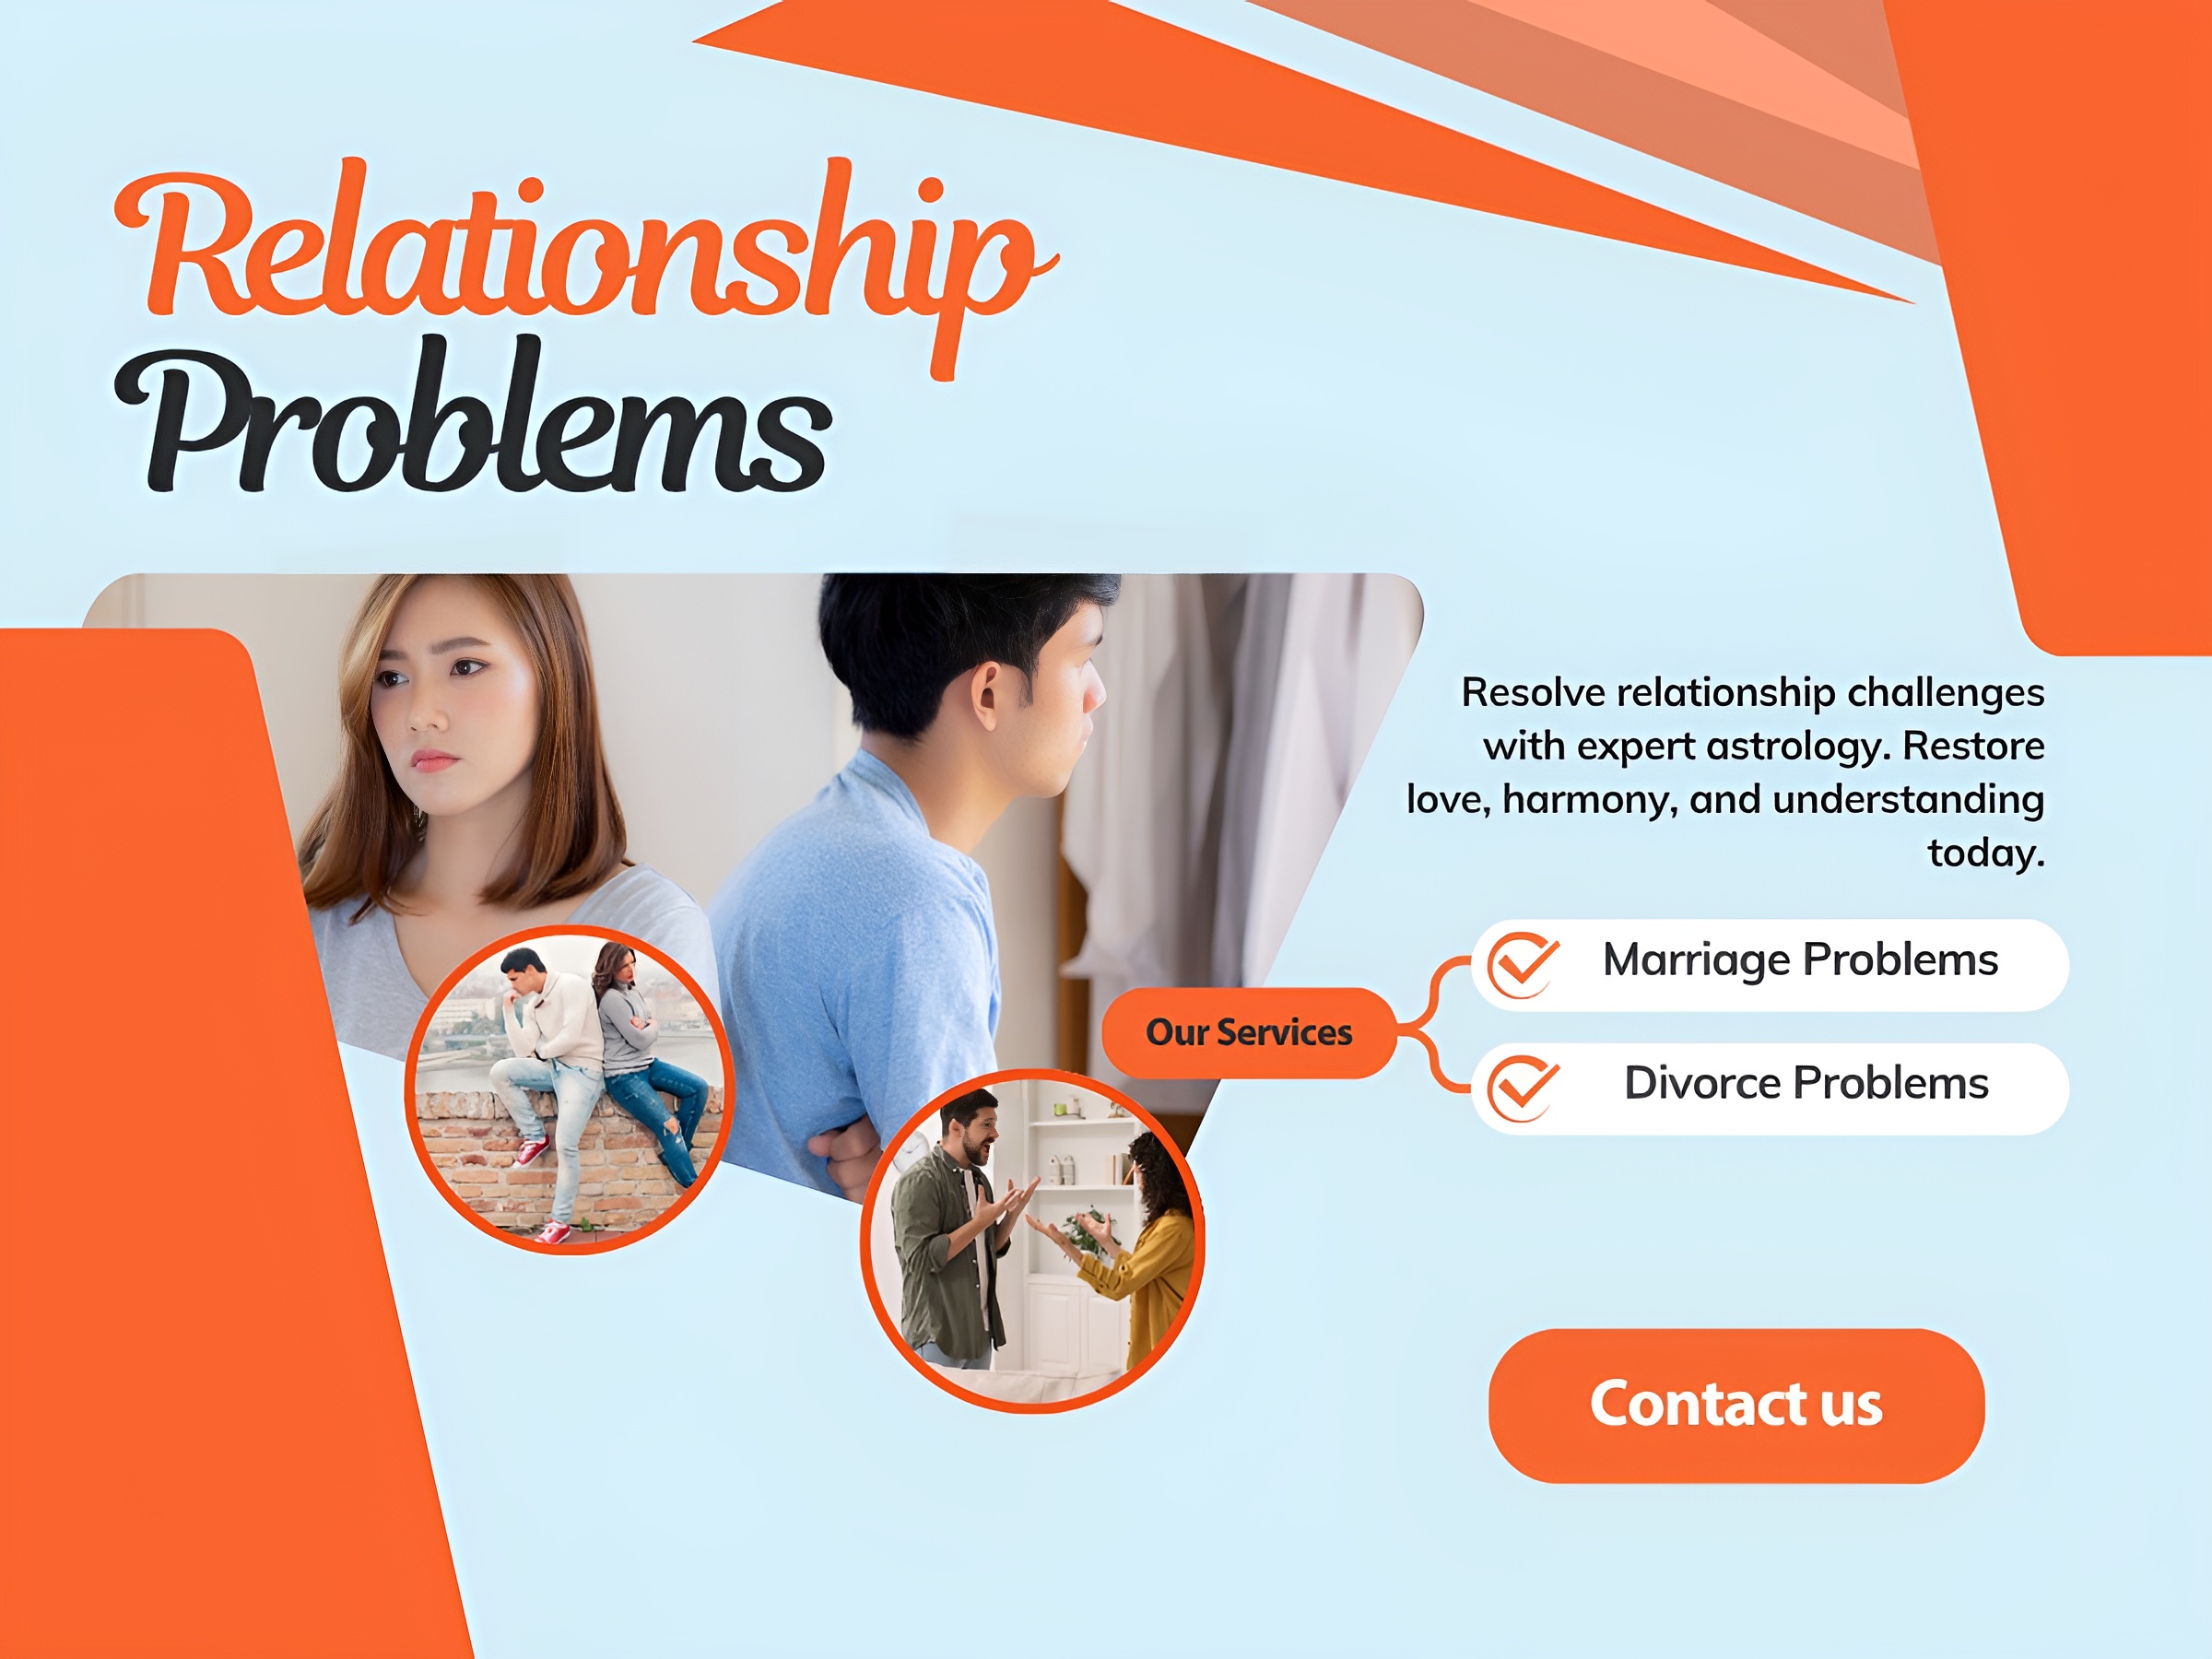 Relationship
Problems
Resolve relationship challenges
with expert astrology. Restore
love, harmony, and understanding
today.
Our Services
Marriage Problems
Divorce Problems
Contact us